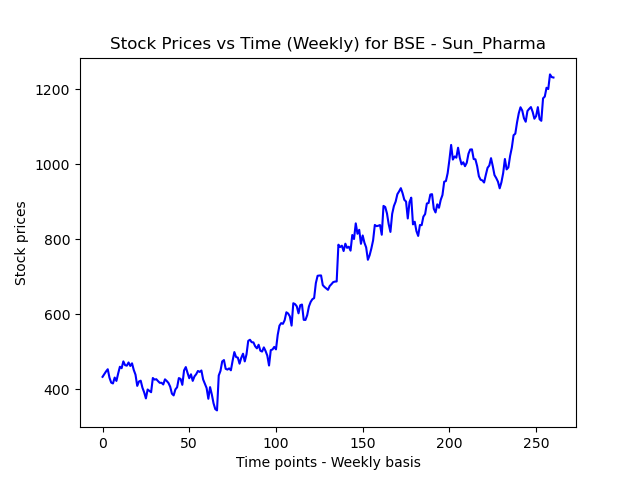 Stock Prices vs Time (Weekly) for BSE - Sun_Pharma
1200
1000
800
600
400
Stock prices
0 50 100 150 200 250
Time points - Weekly basis